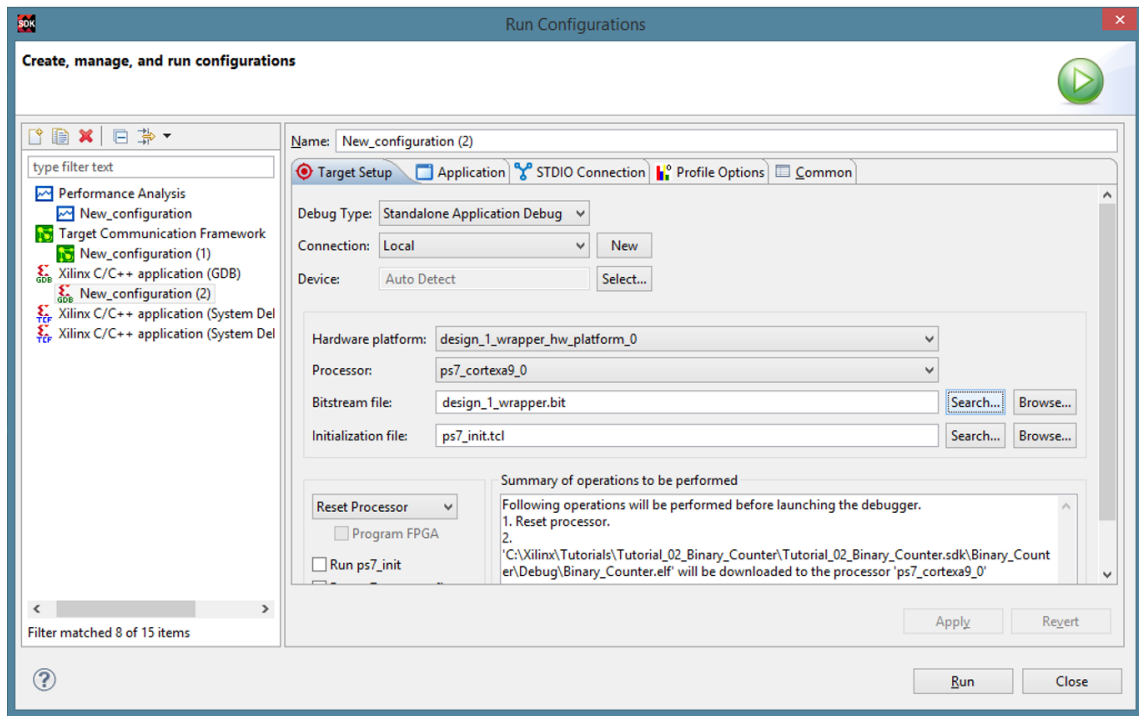 SDK
Run Configurations
Create, manage, and run configurations
type filter text
Performance Analysis
New_configuration
Target Communication Framework
New_configuration (1)
GDB Xilinx C/C++ application (GDB)
GDB New_configuration (2)
TCF Xilinx C/C++ application (System Del
TCF Xilinx C/C++ application (System Del
Filter matched 8 of 15 items
Name: New_configuration (2)
Target Setup Application STDIO Connection Profile Options Common
Debug Type: Standalone Application Debug
Connection: Local New
Device: Auto Detect Select...
Hardware platform: design_1_wrapper_hw_platform_0
Processor: ps7_cortexa9_0
Bitstream file: design_1_wrapper.bit Search... Browse...
Initialization file: ps7_init.tcl Search... Browse...
Reset Processor
Program FPGA
Run ps7_init
Summary of operations to be performed
Following operations will be performed before launching the debugger.
1. Reset processor.
2.
'C:\Xilinx\Tutorials\Tutorial_02_Binary_Counter\Tutorial_02_Binary_Counter.sdk\Binary_Count
er\Debug\Binary_Counter.elf' will be downloaded to the processor 'ps7_cortexa9_0'
Apply Revert
? Run Close